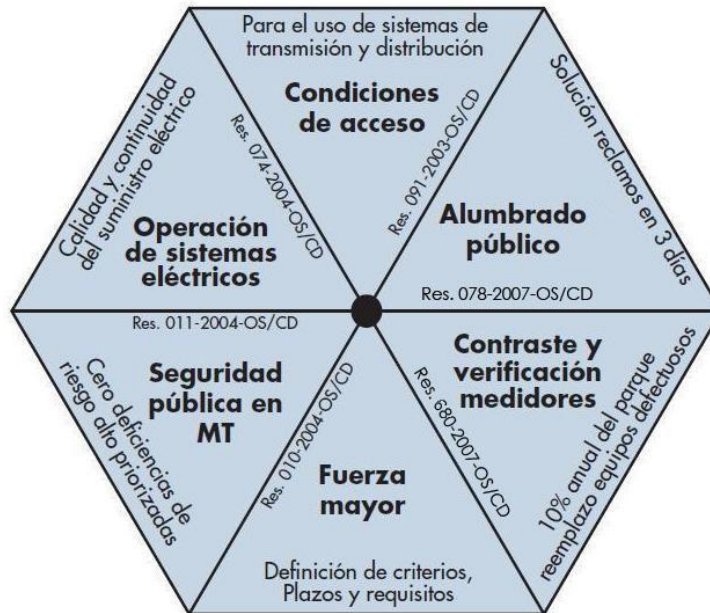 Para el uso de sistemas de
transmisión y distribución
Condiciones
de acceso
Res. 091-2003-OS/CD
Solución reclamos en 3 días
Alumbrado
público
Res. 078-2007-OS/CD
Contraste y
verificación
medidores
10% anual del parque
reemplazo equipos defectuosos
Res. 680-2007-OS/CD
Fuerza
mayor
Definición de criterios,
Plazos y requisitos
Res. 010-2004-OS/CD
Seguridad
pública en
MT
Cero deficiencias de
riesgo alto priorizadas
Res. 011-2004-OS/CD
Operación
de sistemas
eléctricos
Calidad y continuidad
del suministro eléctrico
Res. 074-2004-OS/CD